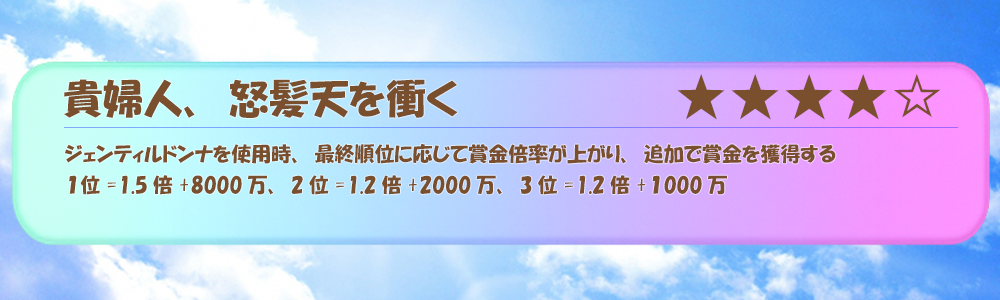 貴婦人、怒髪天を衝く ★★★★☆
ジェンティルドンナを使用時、最終順位に応じて賞金倍率が上がり、追加で賞金を獲得する
1位=1.5倍+8000万、2位=1.2倍+2000万、3位=1.2倍+1000万